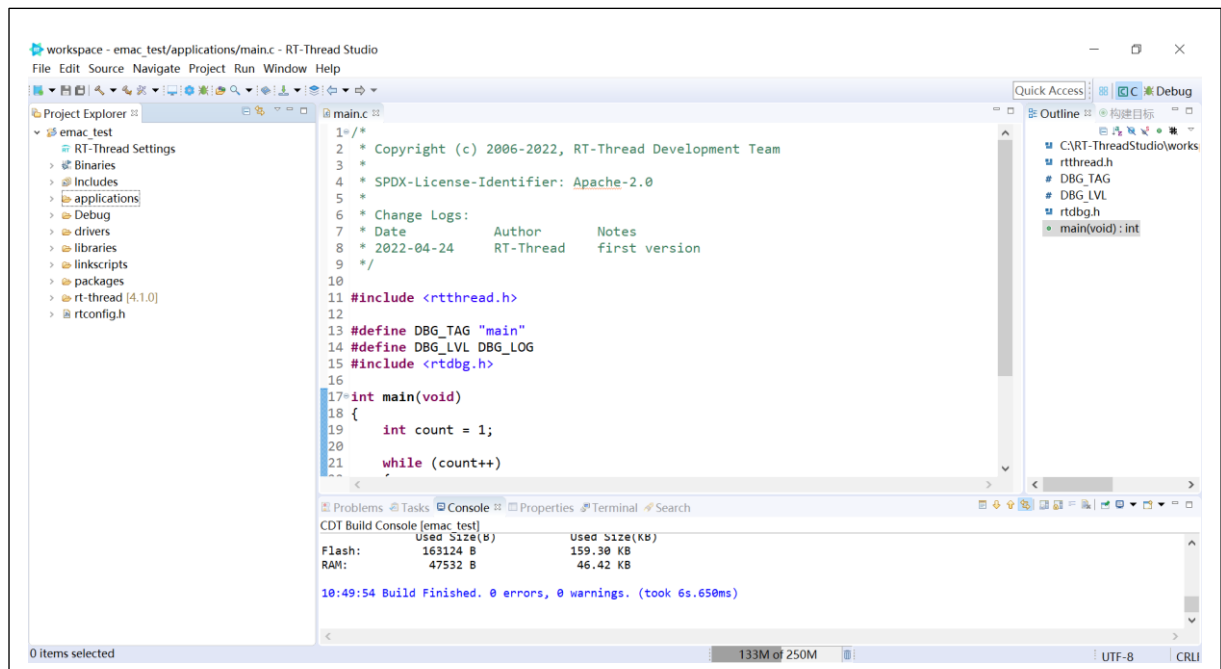 workspace - emac_test/applications/main.c - RT-Thread Studio
File Edit Source Navigate Project Run Window Help
Quick Access C Debug
Project Explorer
emac_test
RT-Thread Settings
Binaries
Includes
applications
Debug
drivers
libraries
linkscripts
packages
rt-thread [4.1.0]
rtconfig.h
main.c
1 /*
2  * Copyright (c) 2006-2022, RT-Thread Development Team
3  *
4  * SPDX-License-Identifier: Apache-2.0
5  *
6  * Change Logs:
7  * Date           Author       Notes
8  * 2022-04-24     RT-Thread    first version
9  */
10
11 #include <rtthread.h>
12
13 #define DBG_TAG "main"
14 #define DBG_LVL DBG_LOG
15 #include <rtdbg.h>
16
17 int main(void)
18 {
19     int count = 1;
20
21     while (count++)
Outline 构建目标
C:\RT-ThreadStudio\works
rtthread.h
DBG_TAG
DBG_LVL
rtdbg.h
main(void) : int
Problems Tasks Console Properties Terminal Search
CDT Build Console [emac_test]
Used Size(B) Used Size(KB)
Flash: 163124 B 159.30 KB
RAM: 47532 B 46.42 KB
10:49:54 Build Finished. 0 errors, 0 warnings. (took 6s.650ms)
0 items selected
133M of 250M
UTF-8
CRLI